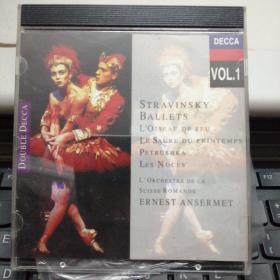 DECCA
VOL.1
STRAVINSKY
BALLETS
L'OISEAU DE FEU
LE SACRE DU PRINTEMPS
PETRUSHKA
LES NOCES
L'ORCHESTRE DE LA
SUISSE ROMANDE
ERNEST ANSERMET
DOUBLE DECCA